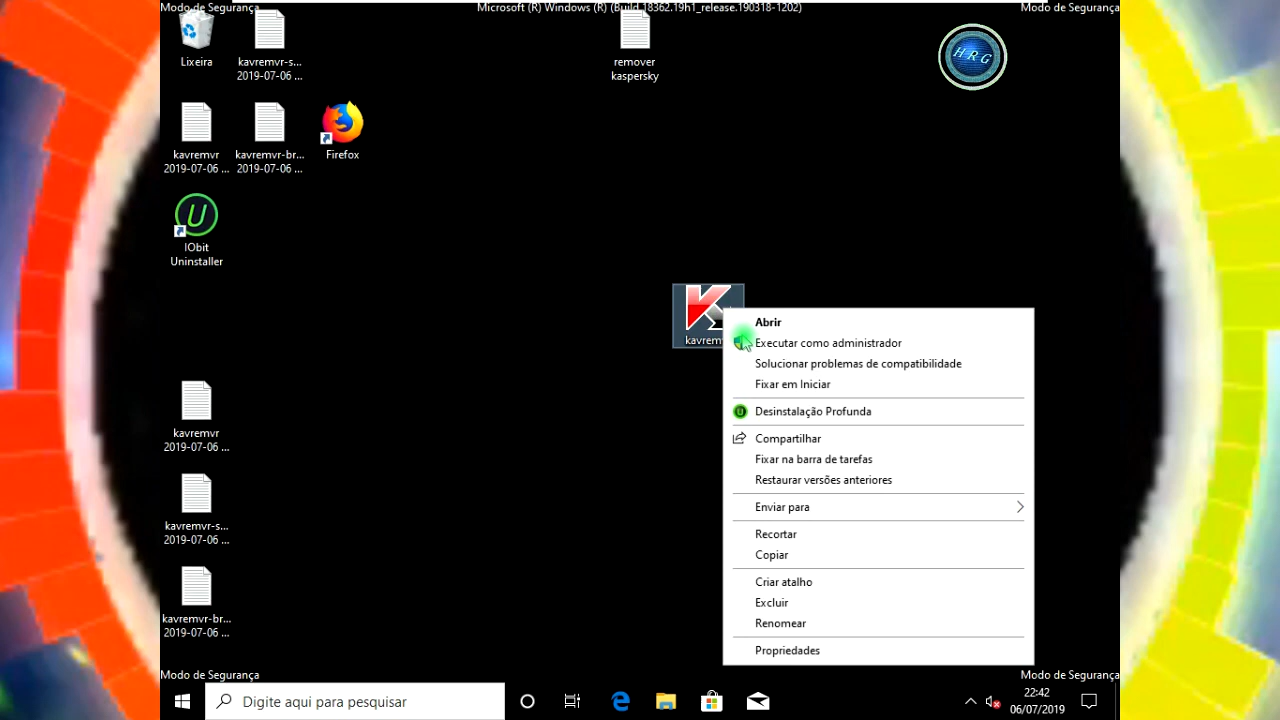 Modo de Segurança
Microsoft (R) Windows (R) (Build 18362.19h1_release.190318-1202)
Modo de Segurança
Lixeira
kavremvr-s...
2019-07-06 ...
remover
kaspersky
HRG
kavremvr
2019-07-06 ...
kavremvr-br...
2019-07-06 ...
Firefox
IObit
Uninstaller
kavremv
Abrir
Executar como administrador
Solucionar problemas de compatibilidade
Fixar em Iniciar
Desinstalação Profunda
Compartilhar
Fixar na barra de tarefas
Restaurar versões anteriores
Enviar para
Recortar
Copiar
Criar atalho
Excluir
Renomear
Propriedades
kavremvr
2019-07-06 ...
kavremvr-s...
2019-07-06 ...
kavremvr-br...
2019-07-06 ...
Modo de Segurança
Modo de Segurança
Digite aqui para pesquisar
22:42
06/07/2019